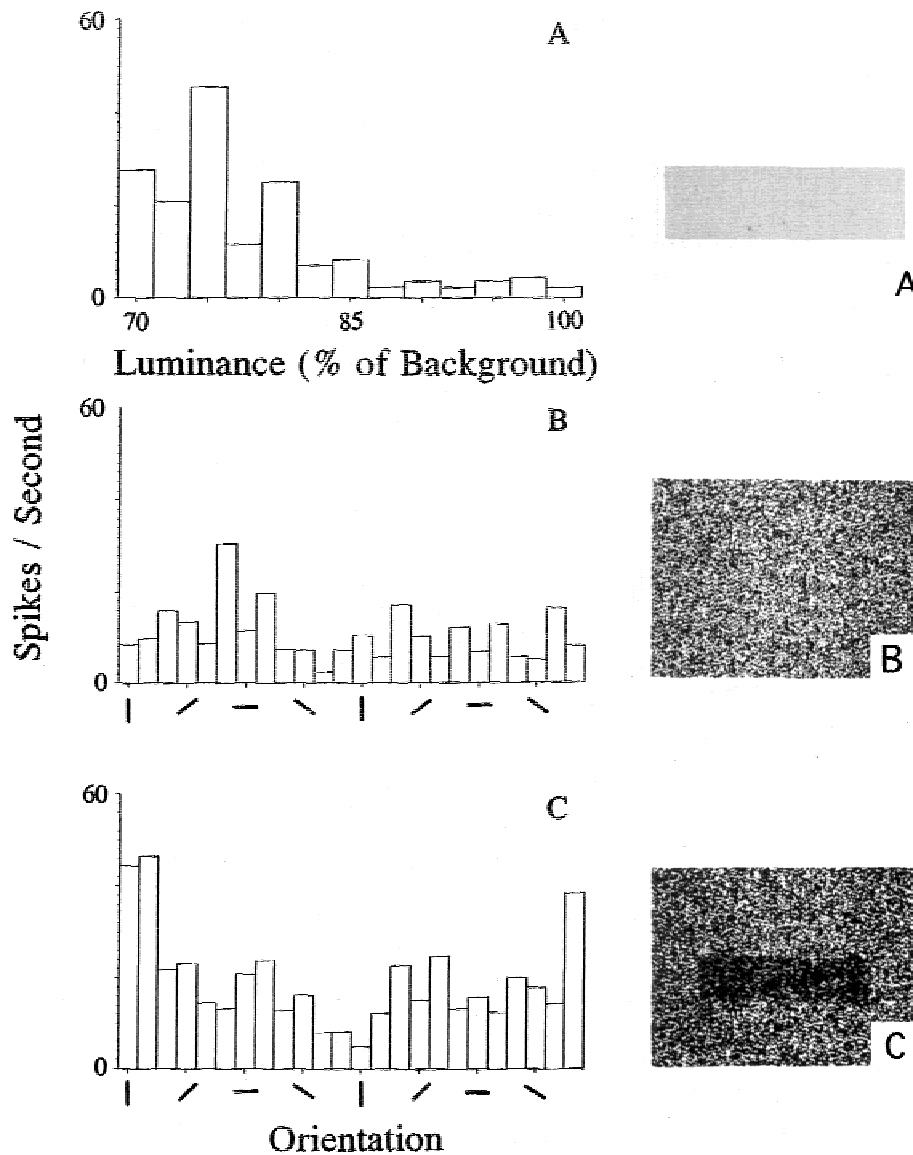 60
A
0
70 85 100
Luminance (% of Background)
A
Spikes / Second
60
B
0
B
60
C
0
C
Orientation